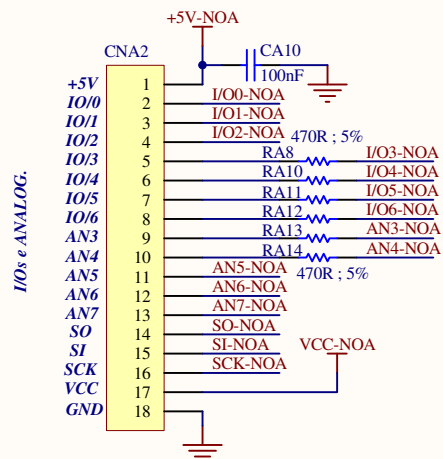 +5V-NOA
CNA2
CA10
100nF
+5V 1
IO/0 2 I/O0-NOA
IO/1 3 I/O1-NOA
IO/2 4 I/O2-NOA
470R ; 5%
IO/3 5 RA8 I/O3-NOA
IO/4 6 RA10 I/O4-NOA
IO/5 7 RA11 I/O5-NOA
IO/6 8 RA12 I/O6-NOA
AN3 9 RA13 AN3-NOA
AN4 10 RA14 AN4-NOA
470R ; 5%
AN5 11 AN5-NOA
AN6 12 AN6-NOA
AN7 13 AN7-NOA
SO 14 SO-NOA
SI 15 SI-NOA
SCK 16 SCK-NOA
VCC 17 VCC-NOA
GND 18
I/Os e ANALOG.